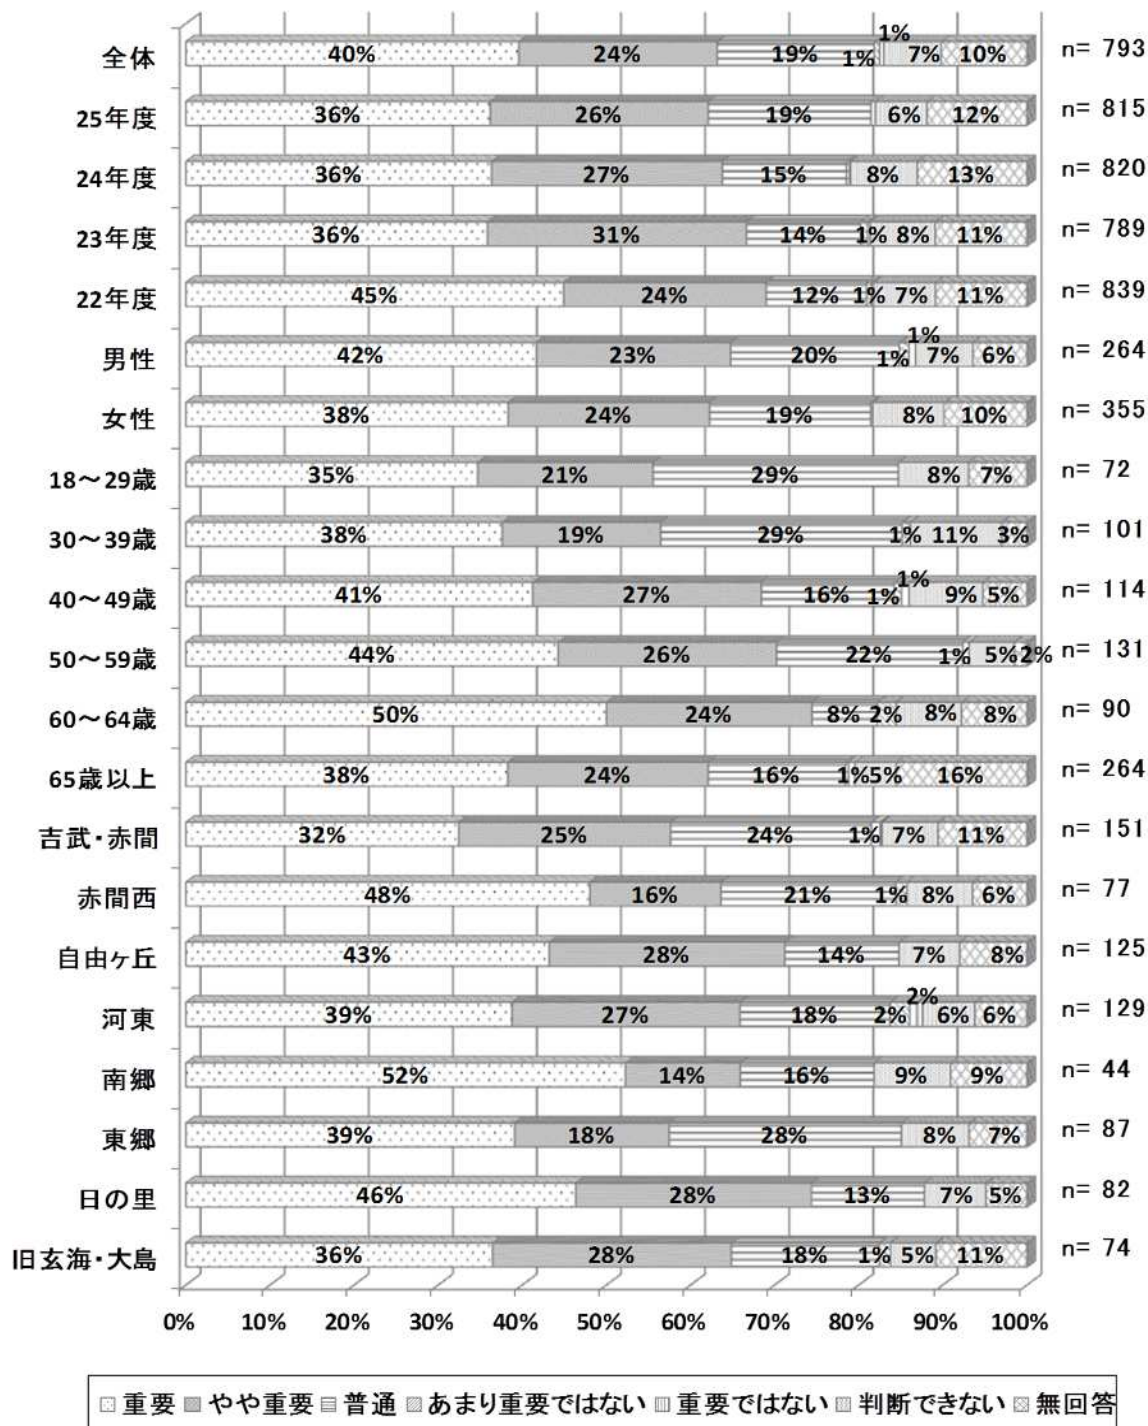 全体 40% 24% 19% 1% 1% 7% 10% n= 793
25年度 36% 26% 19% 6% 12% n= 815
24年度 36% 27% 15% 8% 13% n= 820
23年度 36% 31% 14% 1% 8% 11% n= 789
22年度 45% 24% 12% 1% 7% 11% n= 839
男性 42% 23% 20% 1% 1% 7% 6% n= 264
女性 38% 24% 19% 8% 10% n= 355
18～29歳 35% 21% 29% 8% 7% n= 72
30～39歳 38% 19% 29% 1% 11% 3% n= 101
40～49歳 41% 27% 16% 1% 1% 9% 5% n= 114
50～59歳 44% 26% 22% 1% 5% 2% n= 131
60～64歳 50% 24% 8% 2% 8% 8% n= 90
65歳以上 38% 24% 16% 1% 5% 16% n= 264
吉武・赤間 32% 25% 24% 1% 7% 11% n= 151
赤間西 48% 16% 21% 1% 8% 6% n= 77
自由ヶ丘 43% 28% 14% 7% 8% n= 125
河東 39% 27% 18% 2% 2% 6% 6% n= 129
南郷 52% 14% 16% 9% 9% n= 44
東郷 39% 18% 28% 8% 7% n= 87
日の里 46% 28% 13% 7% 5% n= 82
旧玄海・大島 36% 28% 18% 1% 5% 11% n= 74
0% 10% 20% 30% 40% 50% 60% 70% 80% 90% 100%
重要 やや重要 普通 あまり重要ではない 重要ではない 判断できない 無回答